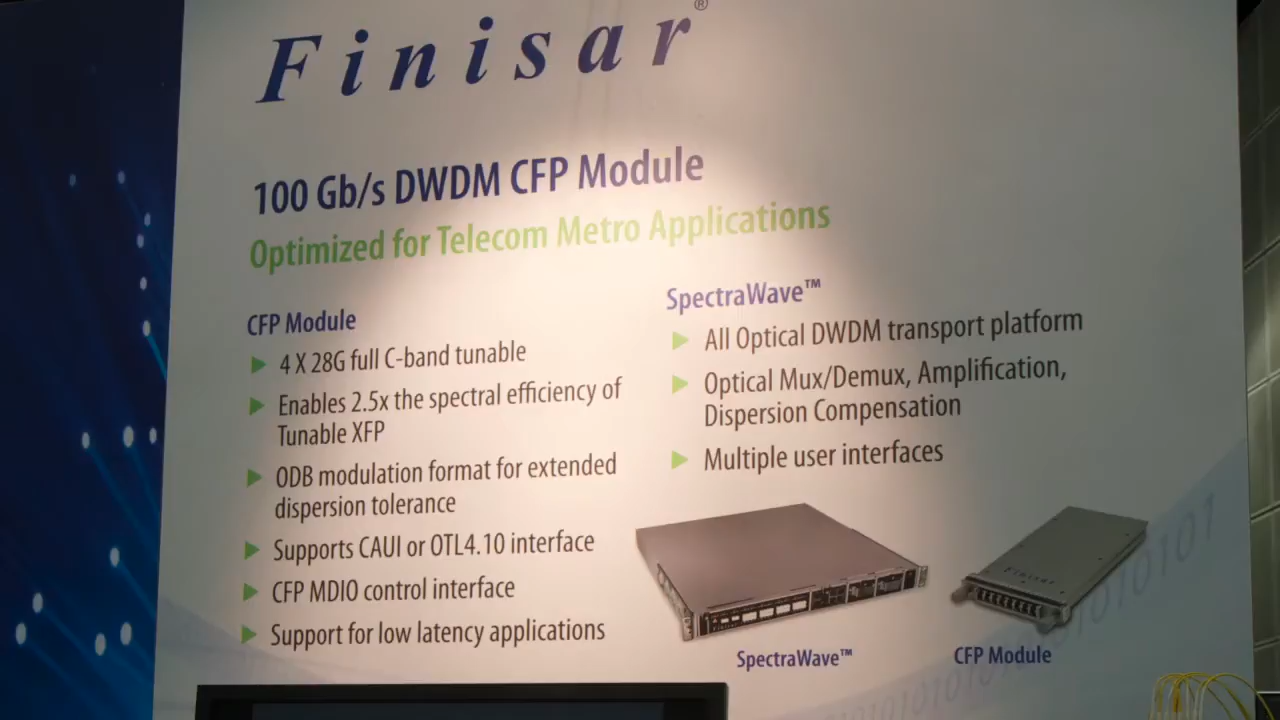 Finisar®
100 Gb/s DWDM CFP Module
Optimized for Telecom Metro Applications
CFP Module
4 X 28G full C-band tunable
Enables 2.5x the spectral efficiency of
Tunable XFP
ODB modulation format for extended
dispersion tolerance
Supports CAUI or OTL4.10 interface
CFP MDIO control interface
Support for low latency applications
SpectraWave™
All Optical DWDM transport platform
Optical Mux/Demux, Amplification,
Dispersion Compensation
Multiple user interfaces
Finisar
SpectraWave™
CFP Module